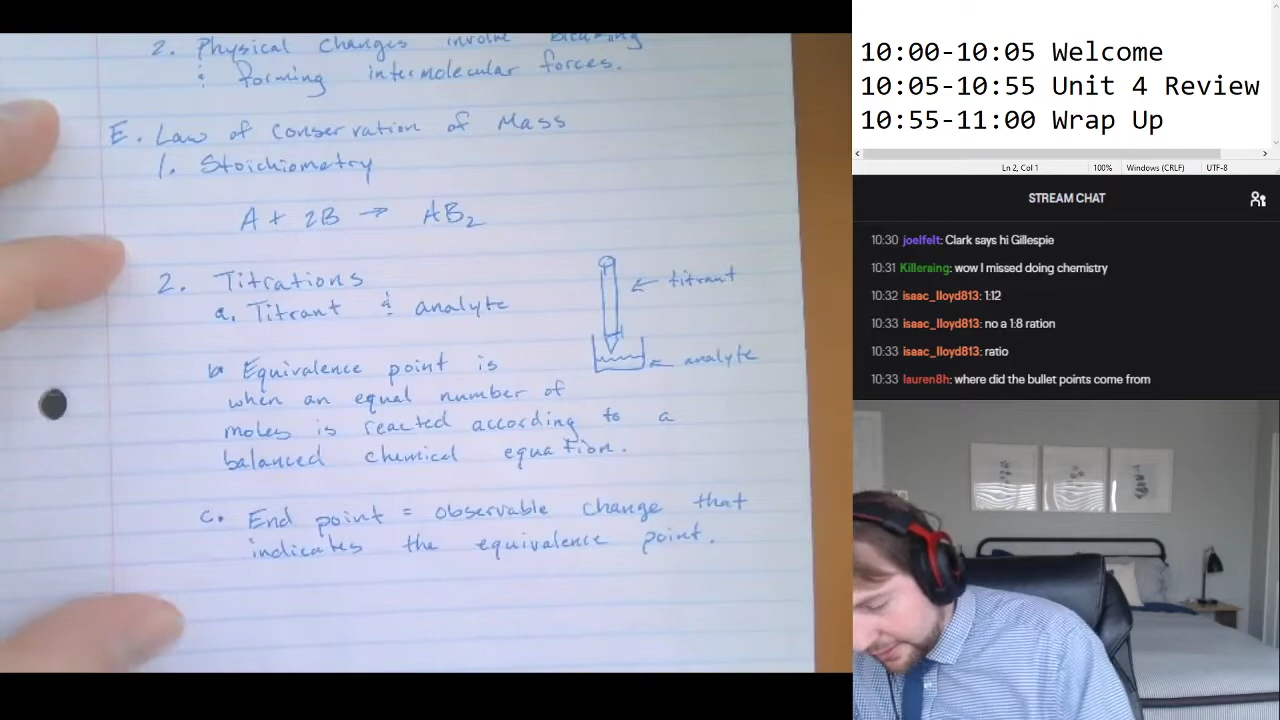 2. Physical changes involve breaking
& forming intermolecular forces.
E. Law of Conservation of Mass
1. Stoichiometry
A + 2B → AB2
2. Titrations
a. Titrant & analyte
← titrant
← analyte
b. Equivalence point is
when an equal number of
moles is reacted according to a
balanced chemical equation.
c. End point = observable change that
indicates the equivalence point.
10:00-10:05 Welcome
10:05-10:55 Unit 4 Review
10:55-11:00 Wrap Up
Ln 2, Col 1 100% Windows (CRLF) UTF-8
STREAM CHAT
10:30 joelfelt: Clark says hi Gillespie
10:31 Killersing: wow I missed doing chemistry
10:32 isaac_lloyd813: 1:12
10:33 isaac_lloyd813: no a 1:8 ration
10:33 isaac_lloyd813: ratio
10:33 lauren8h: where did the bullet points come from